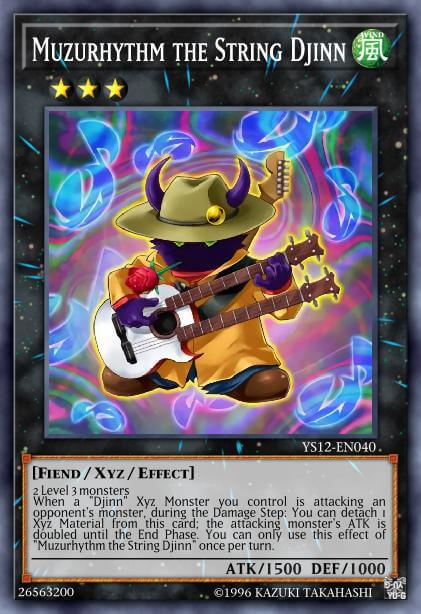 MUZURHYTHM THE STRING DJINN
WIND
風
YS12-EN040
[FIEND / XYZ / EFFECT]
2 Level 3 monsters
When a "Djinn" Xyz Monster you control is attacking an
opponent's monster, during the Damage Step: You can detach 1
Xyz Material from this card; the attacking monster's ATK is
doubled until the End Phase. You can only use this effect of
"Muzurhythm the String Djinn" once per turn.
ATK/1500 DEF/1000
26563200
©1996 KAZUKI TAKAHASHI